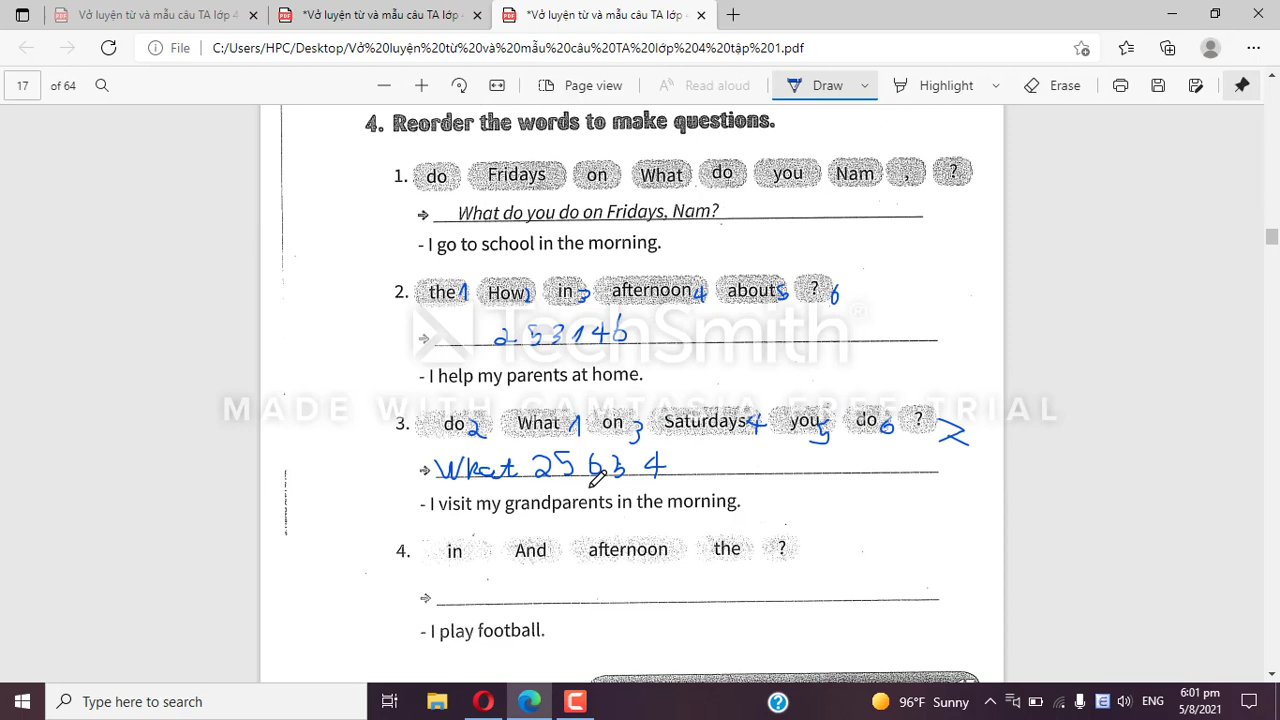 Vở luyện từ và mẫu câu TA lớp
*Vở luyện từ và mẫu câu TA lớp
*Vở luyện từ và mẫu câu TA lớp
File C:/Users/HPC/Desktop/Vở%20luyện%20từ%20và%20mẫu%20câu%20TA%20lớp%204%20tập%201.pdf
17 of 64 Page view Read aloud Draw Highlight Erase
4. Reorder the words to make questions.
1. do Fridays on What do you Nam , ?
What do you do on Fridays, Nam?
- I go to school in the morning.
2. the 1 How 2 in 3 afternoon 4 about 5 ? 6
2 5 3 1 4 6
TechSmith®
- I help my parents at home.
MADE WITH CAMTASIA FREE TRIAL
3. do 2 What 1 on 3 Saturdays 4 you 5 do 6 ? 7
What 2 5 6 3 4
- I visit my grandparents in the morning.
4. in And afternoon the ?
- I play football.
Type here to search
96°F Sunny
ENG
6:01 pm
5/8/2021